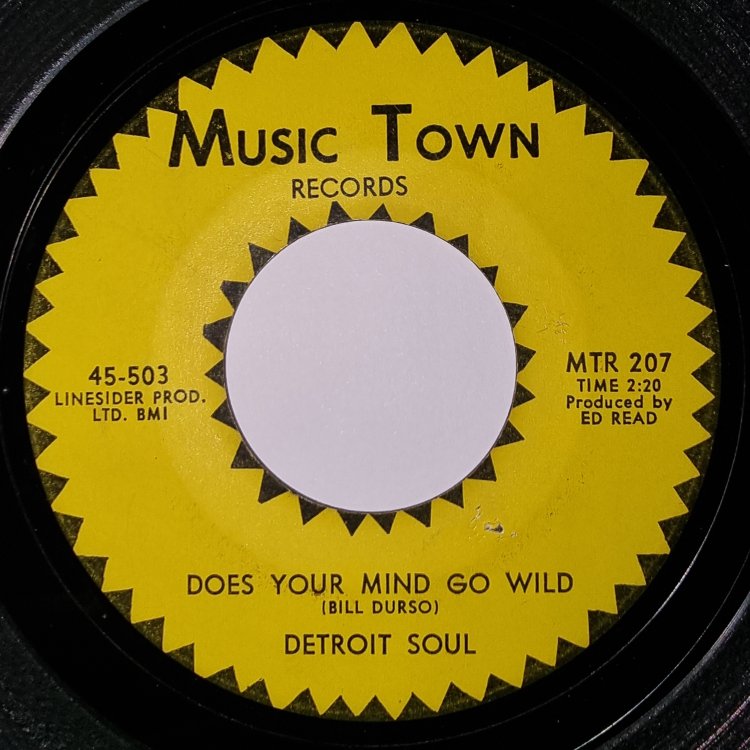 MUSIC TOWN
RECORDS
45-503
LINESIDER PROD.
LTD. BMI
MTR 207
TIME 2:20
Produced by
ED READ
DOES YOUR MIND GO WILD
(BILL DURSO)
DETROIT SOUL